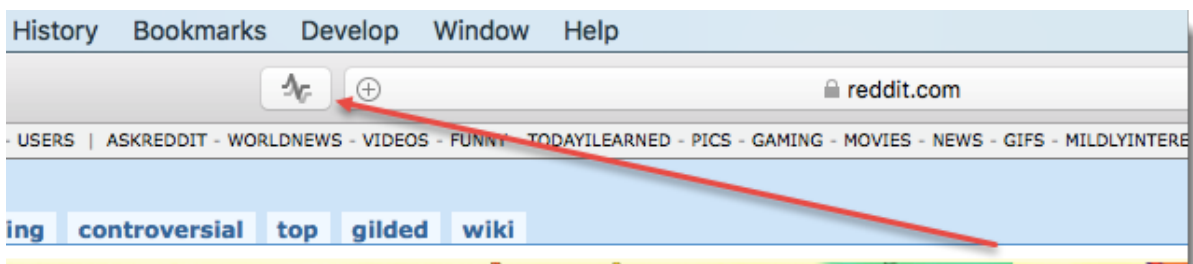 History Bookmarks Develop Window Help
reddit.com
- USERS | ASKREDDIT - WORLDNEWS - VIDEOS - FUNNY - TODAYILEARNED - PICS - GAMING - MOVIES - NEWS - GIFS - MILDLYINTERE
ing controversial top gilded wiki